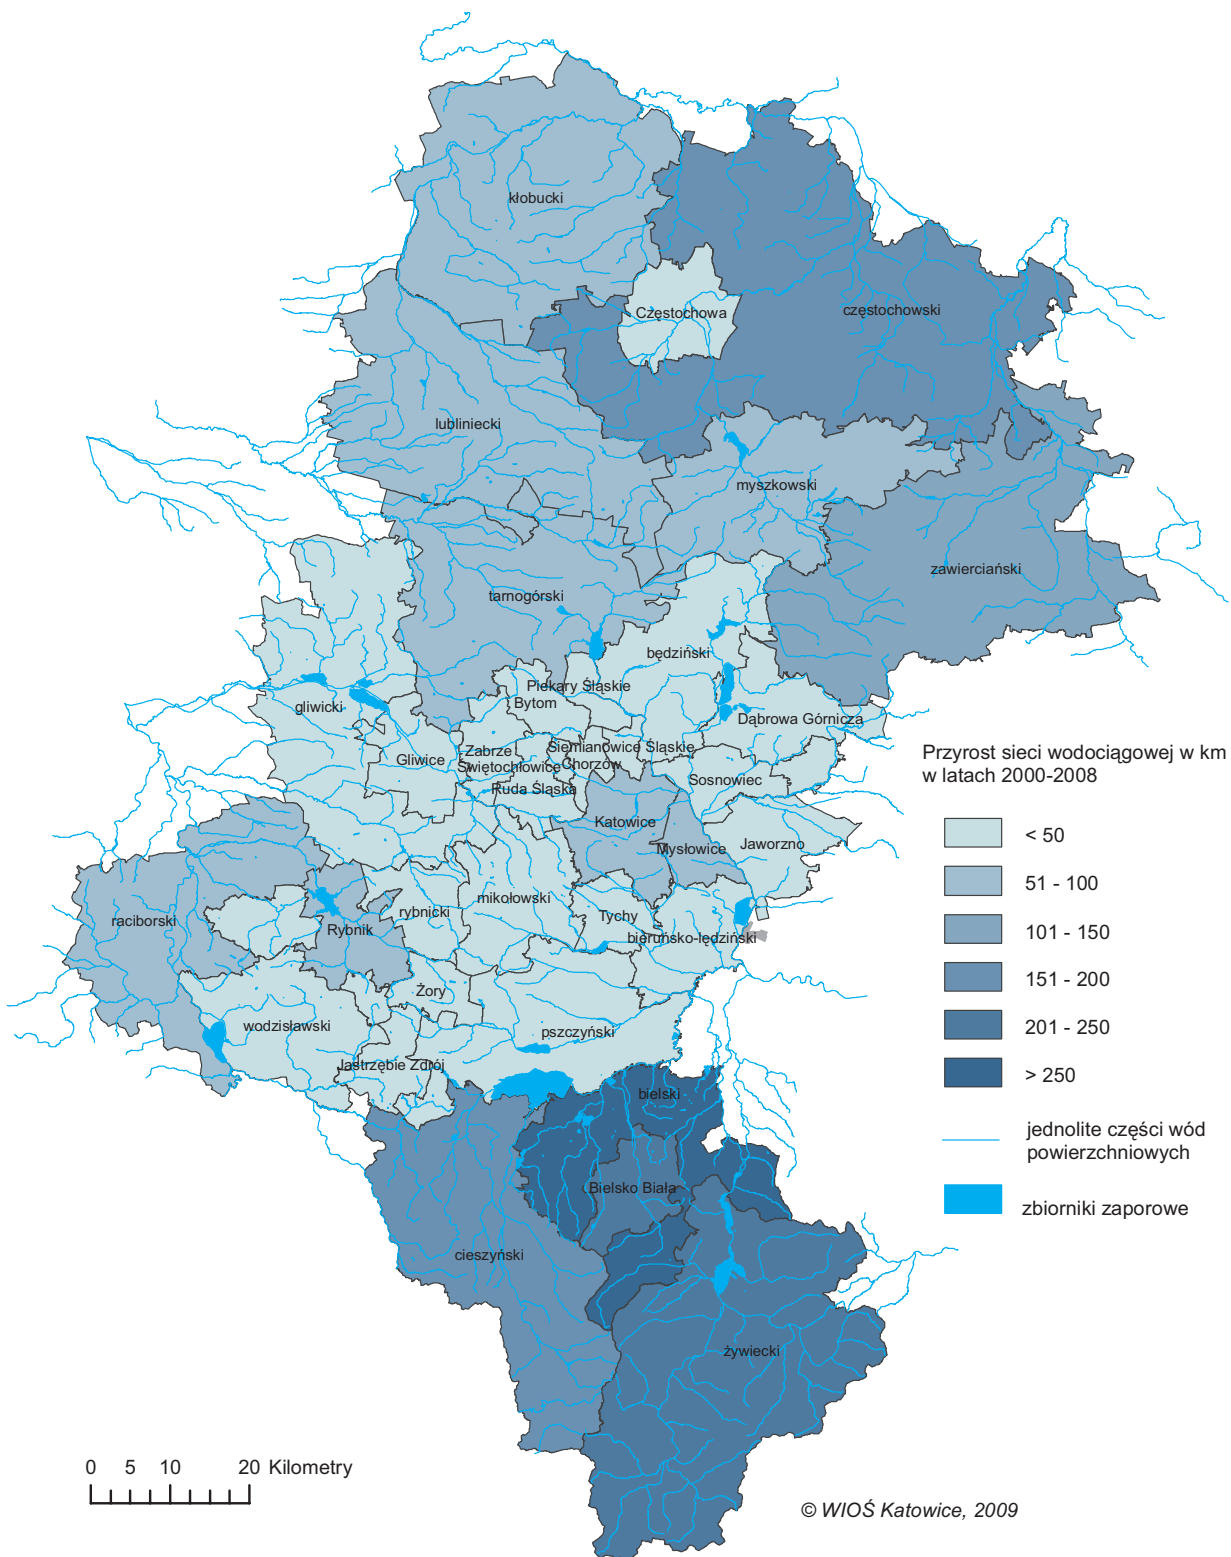 kłobucki
Częstochowa
częstochowski
lubliniecki
myszkowski
zawierciański
tarnogórski
będziński
Piekary Śląskie
Bytom
gliwicki
Dąbrowa Górnicza
Siemianowice Śląskie
Zabrze
Gliwice
Świętochłowice
Chorzów
Sosnowiec
Ruda Śląska
Katowice
Mysłowice
Jaworzno
mikołowski
rybnicki
raciborski
Tychy
Rybnik
bieruńsko-lędziński
Żory
wodzisławski
pszczyński
Jastrzębie Zdrój
bielski
Bielsko Biała
cieszyński
żywiecki
Przyrost sieci wodociągowej w km
w latach 2000-2008
< 50
51 - 100
101 - 150
151 - 200
201 - 250
> 250
jednolite części wód
powierzchniowych
zbiorniki zaporowe
0 5 10 20 Kilometry
© WIOŚ Katowice, 2009